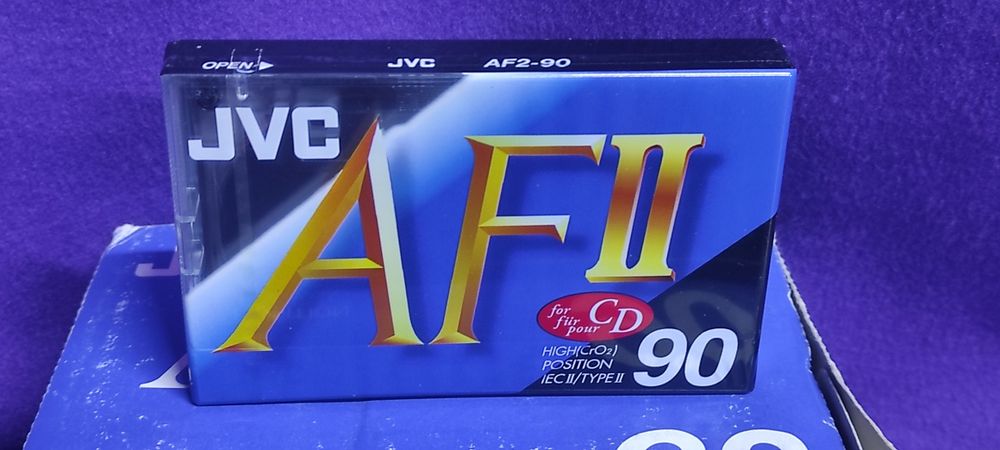 OPEN JVC AF2-90
JVC
AFII
for
für
pour
CD
HIGH(CrO₂)
POSITION
IEC II/TYPE II
90